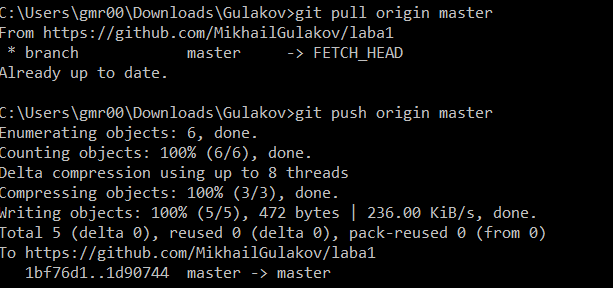 C:\Users\gmr00\Downloads\Gulakov>git pull origin master
From https://github.com/MikhailGulakov/laba1
 * branch            master     -> FETCH_HEAD
Already up to date.
C:\Users\gmr00\Downloads\Gulakov>git push origin master
Enumerating objects: 6, done.
Counting objects: 100% (6/6), done.
Delta compression using up to 8 threads
Compressing objects: 100% (3/3), done.
Writing objects: 100% (5/5), 472 bytes | 236.00 KiB/s, done.
Total 5 (delta 0), reused 0 (delta 0), pack-reused 0 (from 0)
To https://github.com/MikhailGulakov/laba1
   1bf76d1..1d90744  master -> master